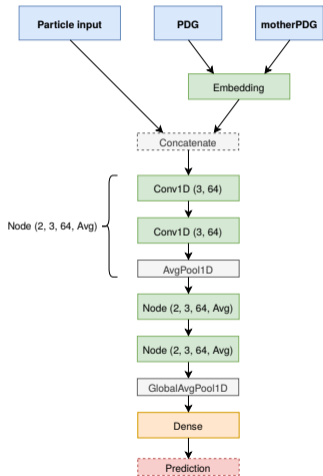 Particle input
PDG
motherPDG
Embedding
Concatenate
Conv1D (3, 64)
Node (2, 3, 64, Avg)
Conv1D (3, 64)
AvgPool1D
Node (2, 3, 64, Avg)
Node (2, 3, 64, Avg)
GlobalAvgPool1D
Dense
Prediction